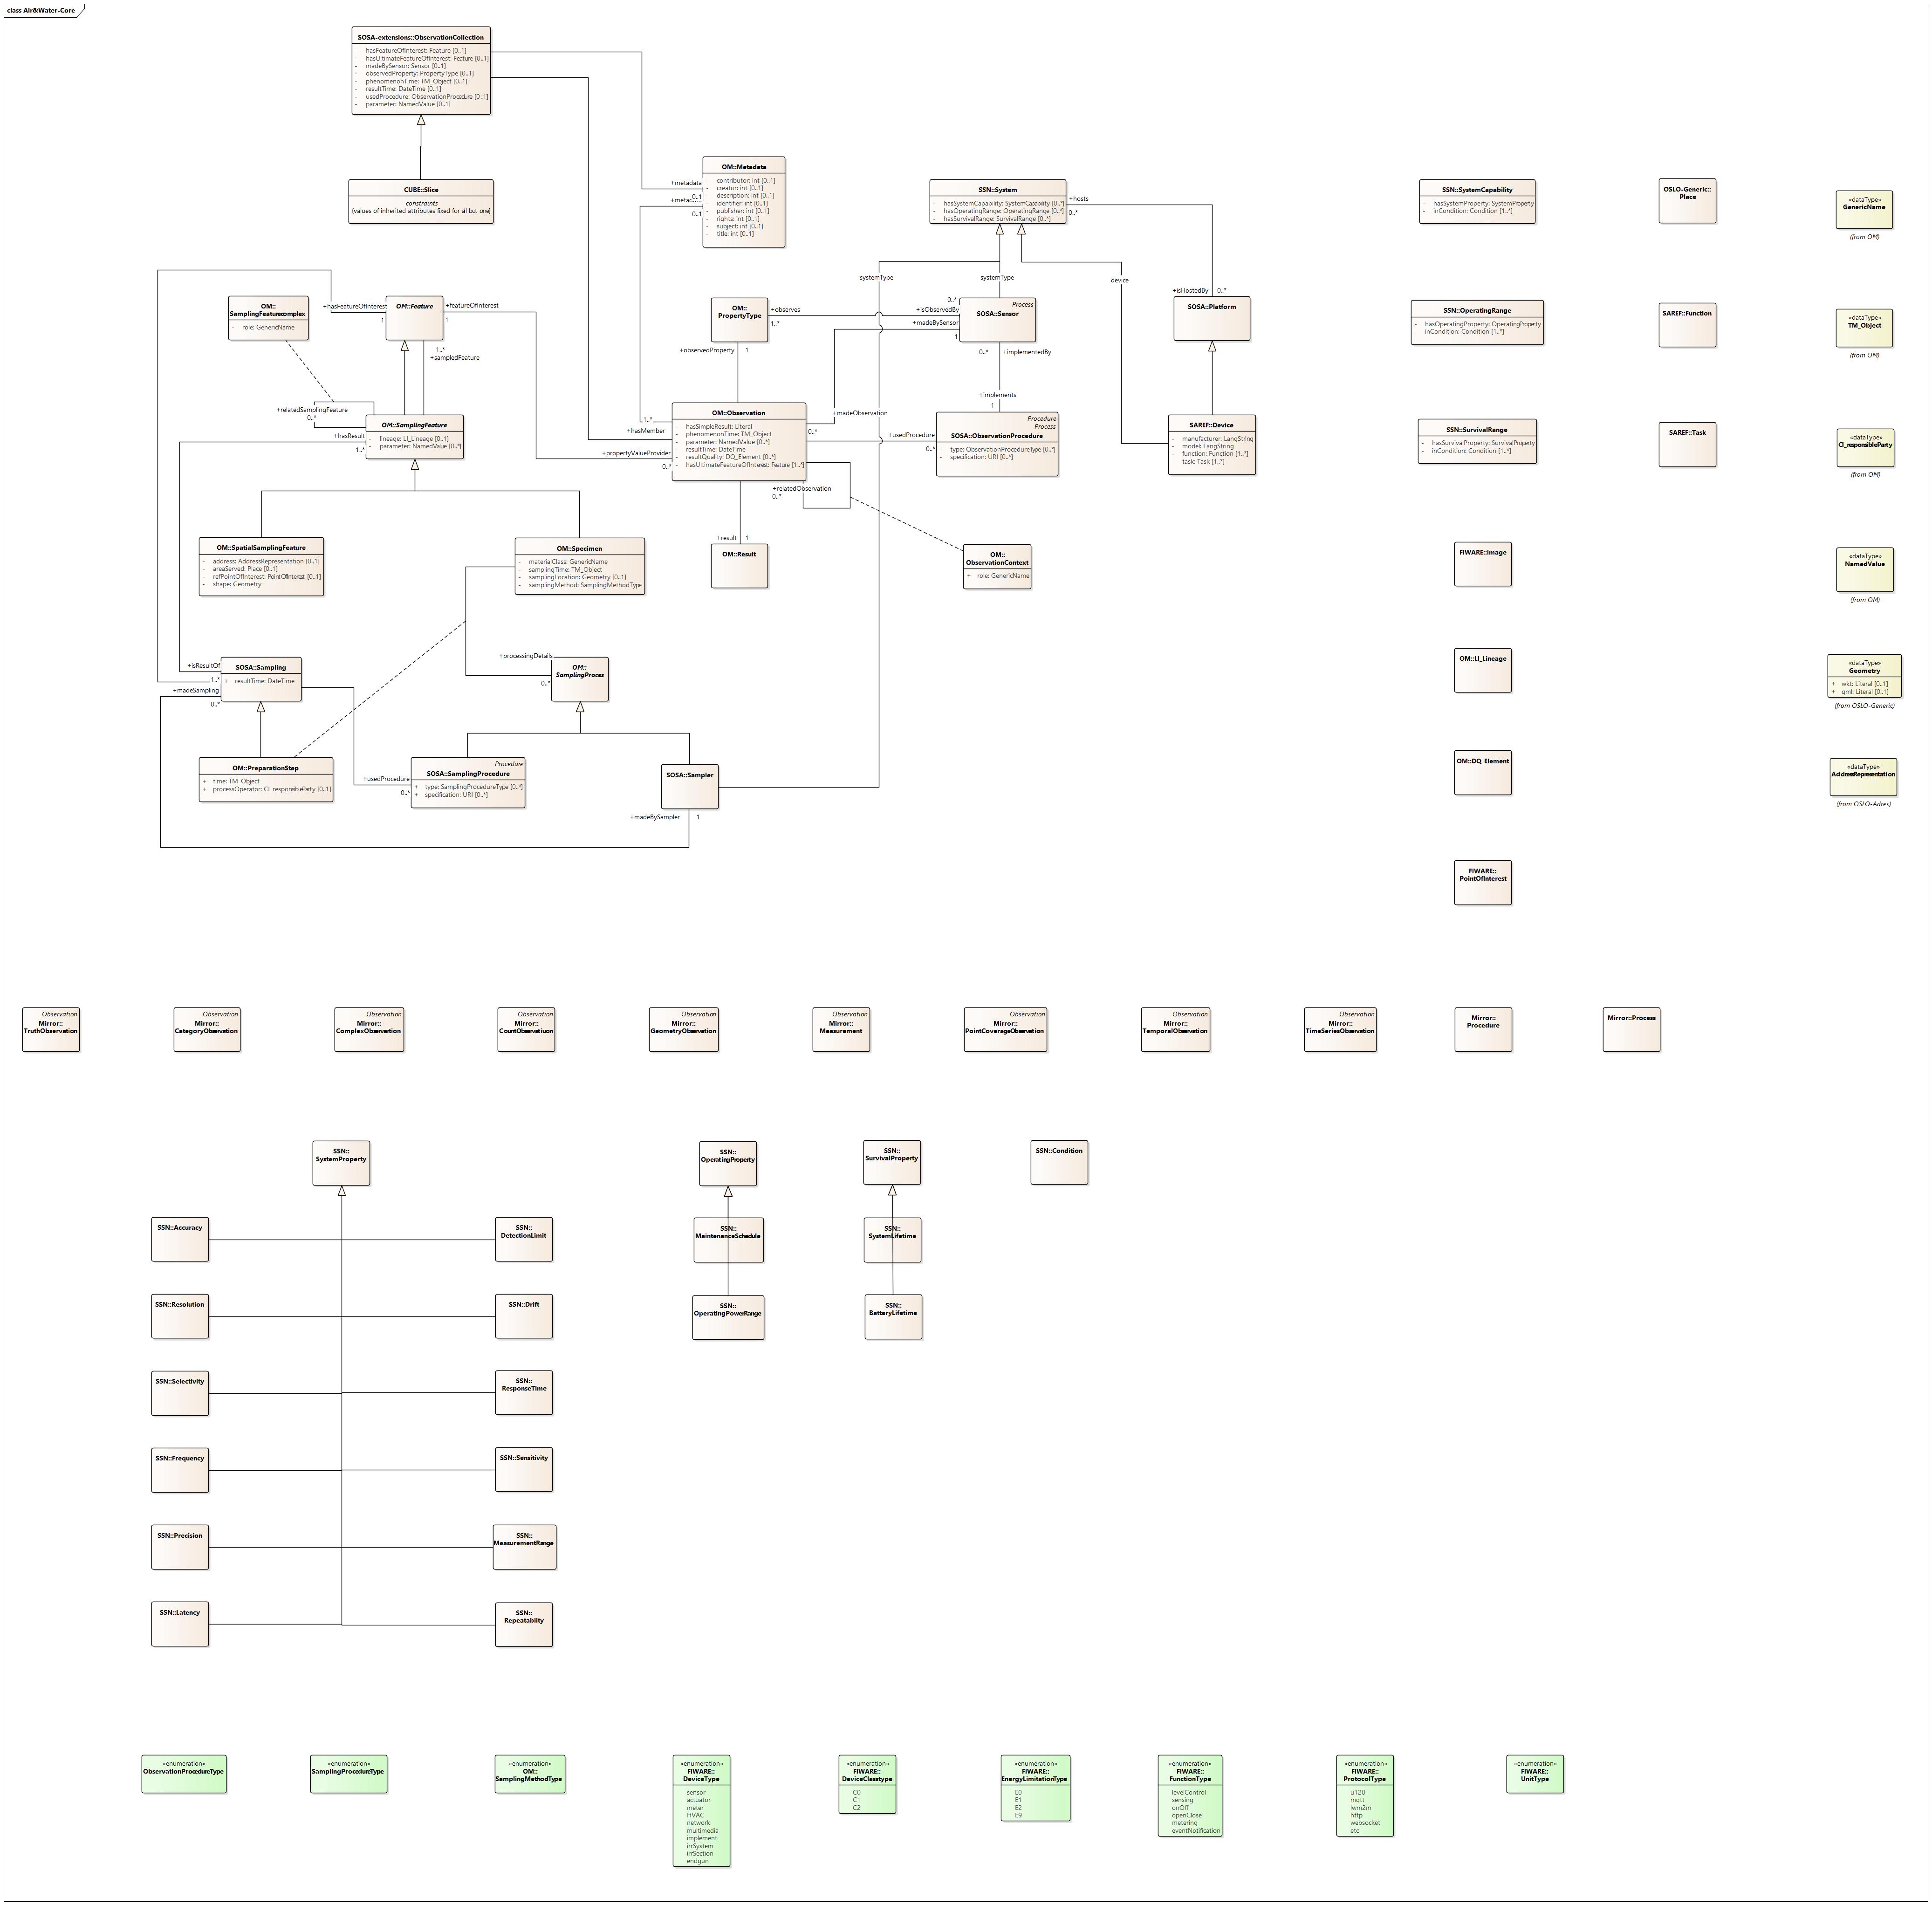 class Air&Water-Core
SOSA-extensions::ObservationCollection
- hasFeatureOfInterest: Feature [0..1]
- hasUltimateFeatureOfInterest: Feature [0..1]
- madeBySensor: Sensor [0..1]
- observedProperty: PropertyType [0..1]
- phenomenonTime: TM_Object [0..1]
- resultTime: DateTime [0..1]
- usedProcedure: ObservationProcedure [0..1]
- parameter: NamedValue [0..1]
CUBE::Slice
constraints
{values of inherited attributes fixed for all but one}
OM::Metadata
- contributor: int [0..1]
- creator: int [0..1]
- description: int [0..1]
- identifier: int [0..1]
- publisher: int [0..1]
- rights: int [0..1]
- subject: int [0..1]
- title: int [0..1]
+metadata
0..1
+metadata
0..1
SSN::System
- hasSystemCapability: SystemCapability [0..*]
- hasOperatingRange: OperatingRange [0..*]
- hasSurvivalRange: SurvivalRange [0..*]
+hosts
0..*
SSN::SystemCapability
- hasSystemProperty: SystemProperty
- inCondition: Condition [1..*]
OSLO-Generic::
Place
«dataType»
GenericName
(from OM)
systemType
systemType
device
+isHostedBy
0..*
OM::
SamplingFeaturecomplex
- role: GenericName
+hasFeatureOfInterest
1
OM::Feature
+featureOfInterest
1
1..*
+sampledFeature
OM::
PropertyType
+observes
1..*
+observedProperty
1
0..*
+isObservedBy
+madeBySensor
1
Process
SOSA::Sensor
0..*
+implementedBy
+implements
1
SOSA::Platform
SSN::OperatingRange
- hasOperatingProperty: OperatingProperty
- inCondition: Condition [1..*]
SAREF::Function
«dataType»
TM_Object
(from OM)
+relatedSamplingFeature
0..*
+hasResult
1..*
OM::SamplingFeature
- lineage: LI_Lineage [0..1]
- parameter: NamedValue [0..*]
1..*
+hasMember
+propertyValueProvider
0..*
OM::Observation
- hasSimpleResult: Literal
- phenomenonTime: TM_Object
- parameter: NamedValue [0..*]
- resultTime: DateTime
- resultQuality: DQ_Element [0..*]
- hasUltimateFeatureOfInterest: Feature [1..*]
+madeObservation
0..*
+usedProcedure
0..*
+relatedObservation
0..*
Procedure
Process
SOSA::ObservationProcedure
- type: ObservationProcedureType [0..*]
- specification: URI [0..*]
SAREF::Device
- manufacturer: LangString
- model: LangString
- function: Function [1..*]
- task: Task [1..*]
SSN::SurvivalRange
- hasSurvivalProperty: SurvivalProperty
- inCondition: Condition [1..*]
SAREF::Task
«dataType»
CI_responsibleParty
(from OM)
OM::SpatialSamplingFeature
- address: AddressRepresentation [0..1]
- areaServed: Place [0..1]
- refPointOfInterest: PointOfInterest [0..1]
- shape: Geometry
OM::Specimen
- materialClass: GenericName
- samplingTime: TM_Object
- samplingLocation: Geometry [0..1]
- samplingMethod: SamplingMethodType
+result
1
OM::Result
OM::
ObservationContext
+ role: GenericName
FIWARE::Image
«dataType»
NamedValue
(from OM)
+isResultOf
1..*
+madeSampling
0..*
SOSA::Sampling
+ resultTime: DateTime
+processingDetails
0..*
OM::
SamplingProces
OM::LI_Lineage
«dataType»
Geometry
+ wkt: Literal [0..1]
+ gml: Literal [0..1]
(from OSLO-Generic)
OM::PreparationStep
+ time: TM_Object
+ processOperator: CI_responsibleParty [0..1]
+usedProcedure
0..*
Procedure
SOSA::SamplingProcedure
+ type: SamplingProcedureType [0..*]
+ specification: URI [0..*]
SOSA::Sampler
+madeBySampler
1
OM::DQ_Element
«dataType»
AddressRepresentation
(from OSLO-Adres)
FIWARE::
PointOfInterest
Observation
Mirror::
TruthObservation
Observation
Mirror::
CategoryObservation
Observation
Mirror::
ComplexObservation
Observation
Mirror::
CountObservatiuon
Observation
Mirror::
GeometryObservation
Observation
Mirror::
Measurement
Observation
Mirror::
PointCoverageObservation
Observation
Mirror::
TemporalObservation
Observation
Mirror::
TimeSeriesObservation
Mirror::
Procedure
Mirror::Process
SSN::
SystemProperty
SSN::
OperatingProperty
SSN::
SurvivalProperty
SSN::Condition
SSN::Accuracy
SSN::
DetectionLimit
SSN::
MaintenanceSchedule
SSN::
SystemLifetime
SSN::Resolution
SSN::Drift
SSN::
OperatingPowerRange
SSN::
BatteryLifetime
SSN::Selectivity
SSN::
ResponseTime
SSN::Frequency
SSN::Sensitivity
SSN::Precision
SSN::
MeasurementRange
SSN::Latency
SSN::
Repeatablity
«enumeration»
ObservationProcedureType
«enumeration»
SamplingProcedureType
«enumeration»
OM::
SamplingMethodType
«enumeration»
FIWARE::
DeviceType
sensor
actuator
meter
HVAC
network
multimedia
implement
irrSystem
irrSection
endgun
«enumeration»
FIWARE::
DeviceClasstype
C0
C1
C2
«enumeration»
FIWARE::
EnergyLimitationType
E0
E1
E2
E9
«enumeration»
FIWARE::
FunctionType
levelControl
sensing
onOff
openClose
metering
eventNotification
«enumeration»
FIWARE::
ProtocolType
u120
mqtt
lwm2m
http
websocket
etc
«enumeration»
FIWARE::
UnitType